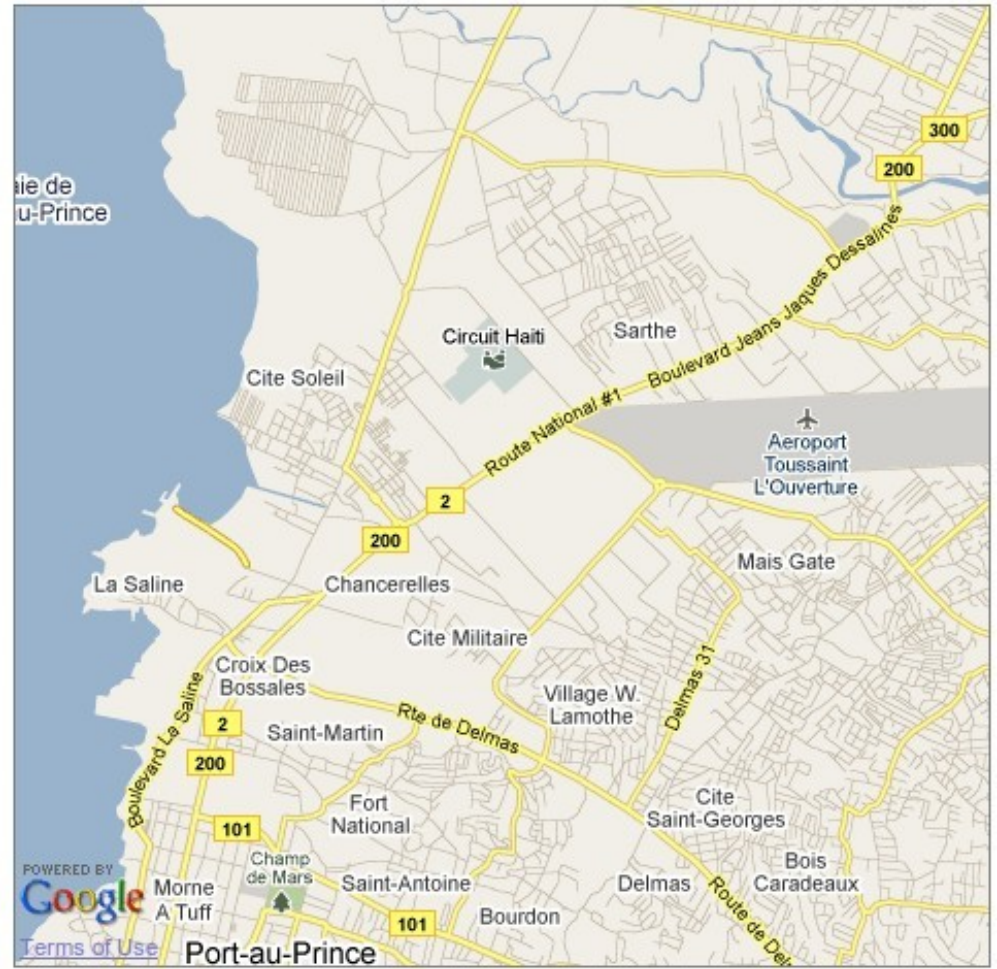 300
200
aie de
u-Prince
Boulevard Jeans Jaques Dessalines
Sarthe
Circuit Haiti
Cite Soleil
Route National #1
Aeroport
Toussaint
L'Ouverture
2
200
Mais Gate
La Saline
Chancerelles
Cite Militaire
Croix Des
Bossales
Delmas 31
Village W.
Lamothe
Boulevard La Saline
2
Rte de Delmas
Saint-Martin
200
Cite
Saint-Georges
Fort
National
101
Champ
de Mars
Bois
Caradeaux
POWERED BY
Google
Morne
A Tuff
Saint-Antoine
Delmas
Route de Del
101
Bourdon
Terms of Use
Port-au-Prince